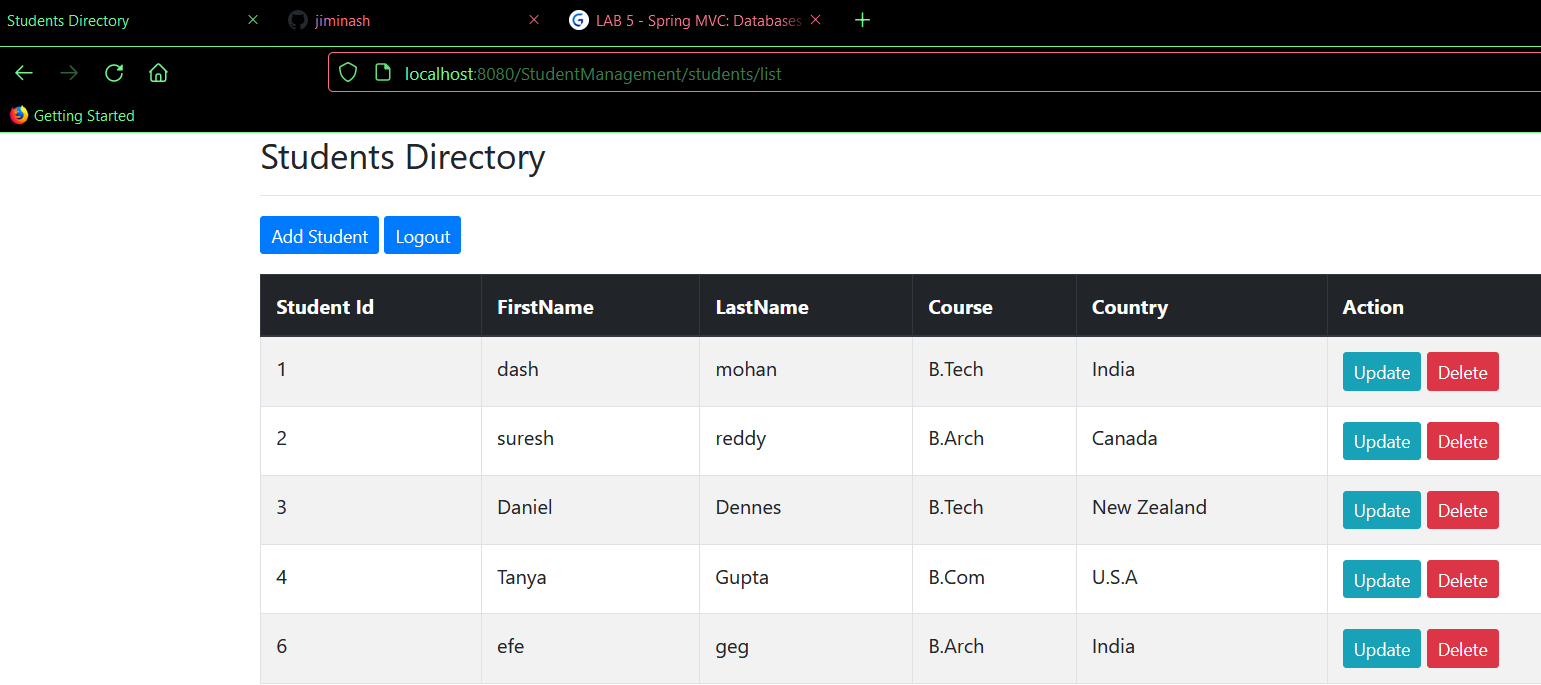 Students Directory jiminash LAB 5 - Spring MVC: Databases
localhost:8080/StudentManagement/students/list
Getting Started
Students Directory
Add Student Logout
Student Id FirstName LastName Course Country Action
1 dash mohan B.Tech India Update Delete
2 suresh reddy B.Arch Canada Update Delete
3 Daniel Dennes B.Tech New Zealand Update Delete
4 Tanya Gupta B.Com U.S.A Update Delete
6 efe geg B.Arch India Update Delete